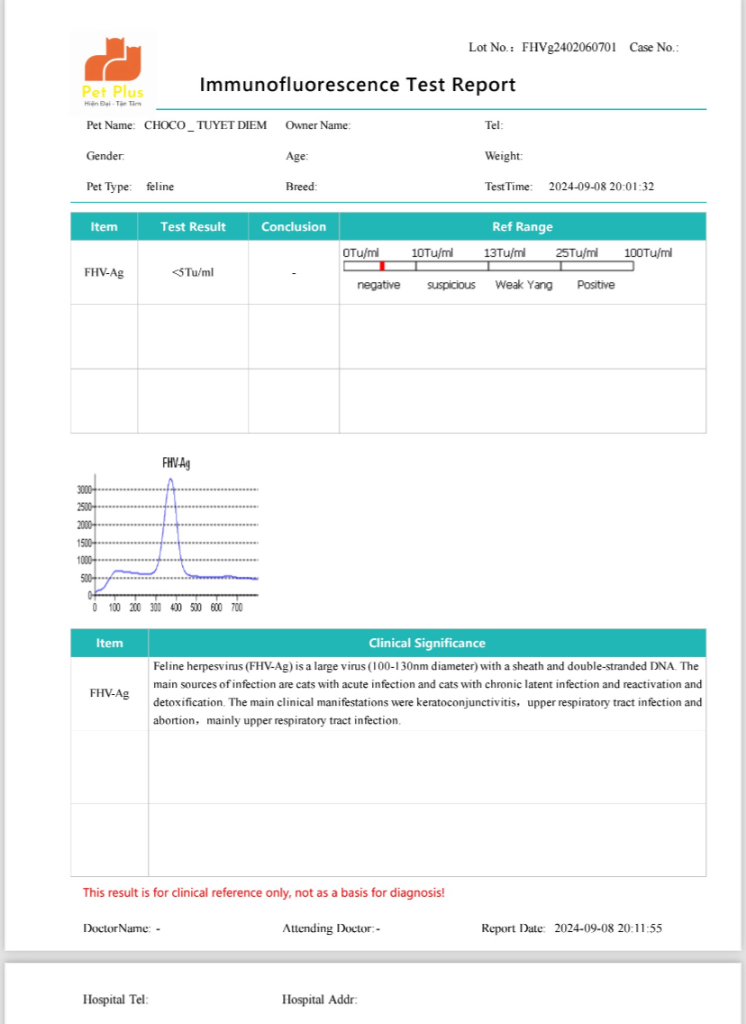 Lot No.: FHVg2402060701 Case No.:
Pet Plus
Hiện Đại - Tận Tâm
Immunofluorescence Test Report
Pet Name: CHOCO _ TUYET DIEM Owner Name: Tel:
Gender: Age: Weight:
Pet Type: feline Breed: TestTime: 2024-09-08 20:01:32
Item Test Result Conclusion Ref Range
0Tu/ml 10Tu/ml 13Tu/ml 25Tu/ml 100Tu/ml
FHV-Ag <5Tu/ml -
negative suspicious Weak Yang Positive
FHV-Ag
3000
2500
2000
1500
1000
500
0
0 100 200 300 400 500 600 700
Item Clinical Significance
FHV-Ag
Feline herpesvirus (FHV-Ag) is a large virus (100-130nm diameter) with a sheath and double-stranded DNA. The
main sources of infection are cats with acute infection and cats with chronic latent infection and reactivation and
detoxification. The main clinical manifestations were keratoconjunctivitis， upper respiratory tract infection and
abortion， mainly upper respiratory tract infection.
This result is for clinical reference only, not as a basis for diagnosis!
DoctorName: - Attending Doctor:- Report Date: 2024-09-08 20:11:55
Hospital Tel: Hospital Addr: